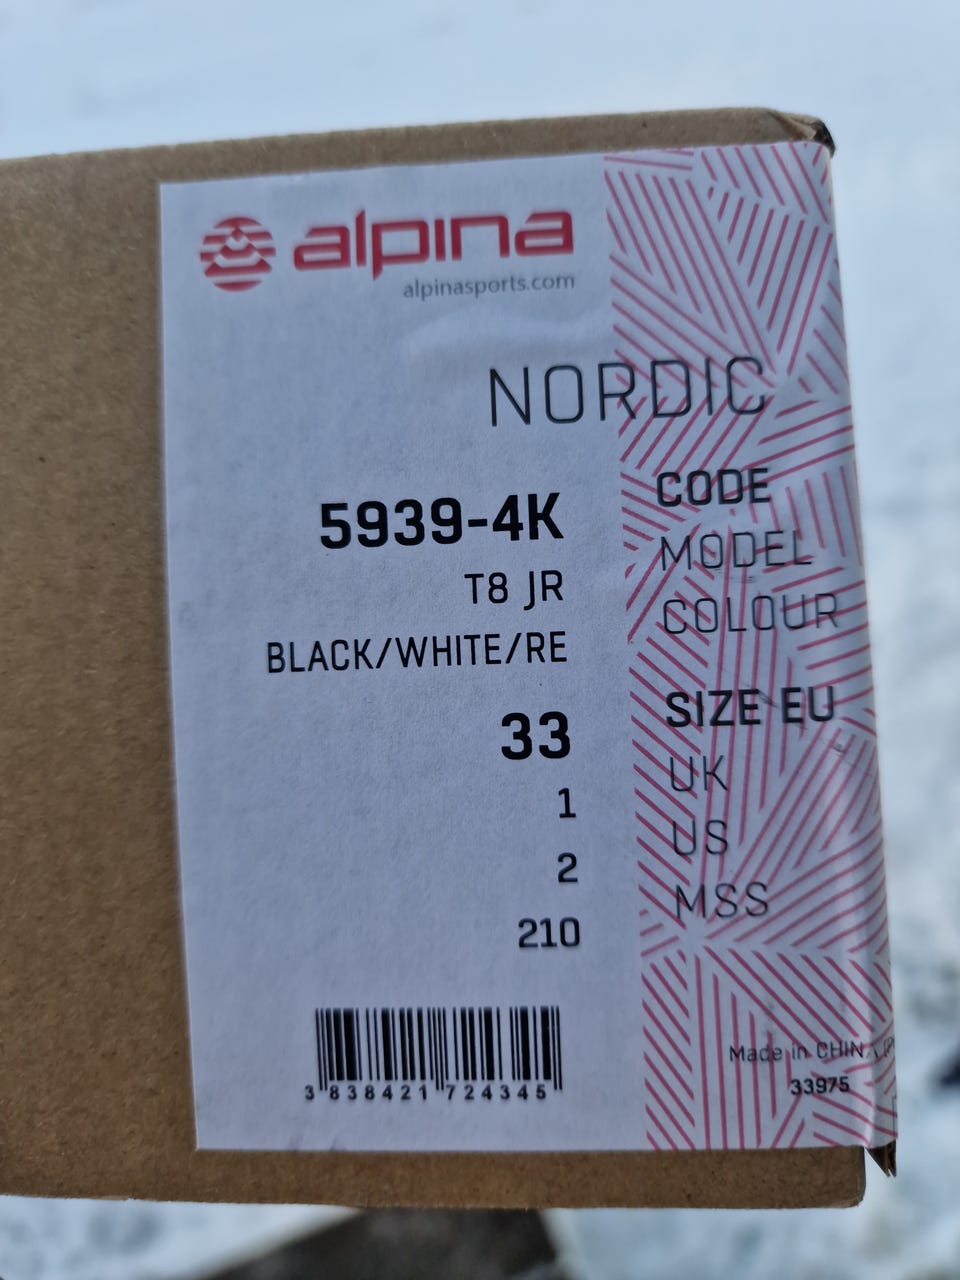 alpina
alpinasports.com
NORDIC
5939-4K CODE
T8 JR MODEL
BLACK/WHITE/RE COLOUR
33 SIZE EU
1 UK
2 US
210 MSS
Made in CHINA
33975
3 838421 724345